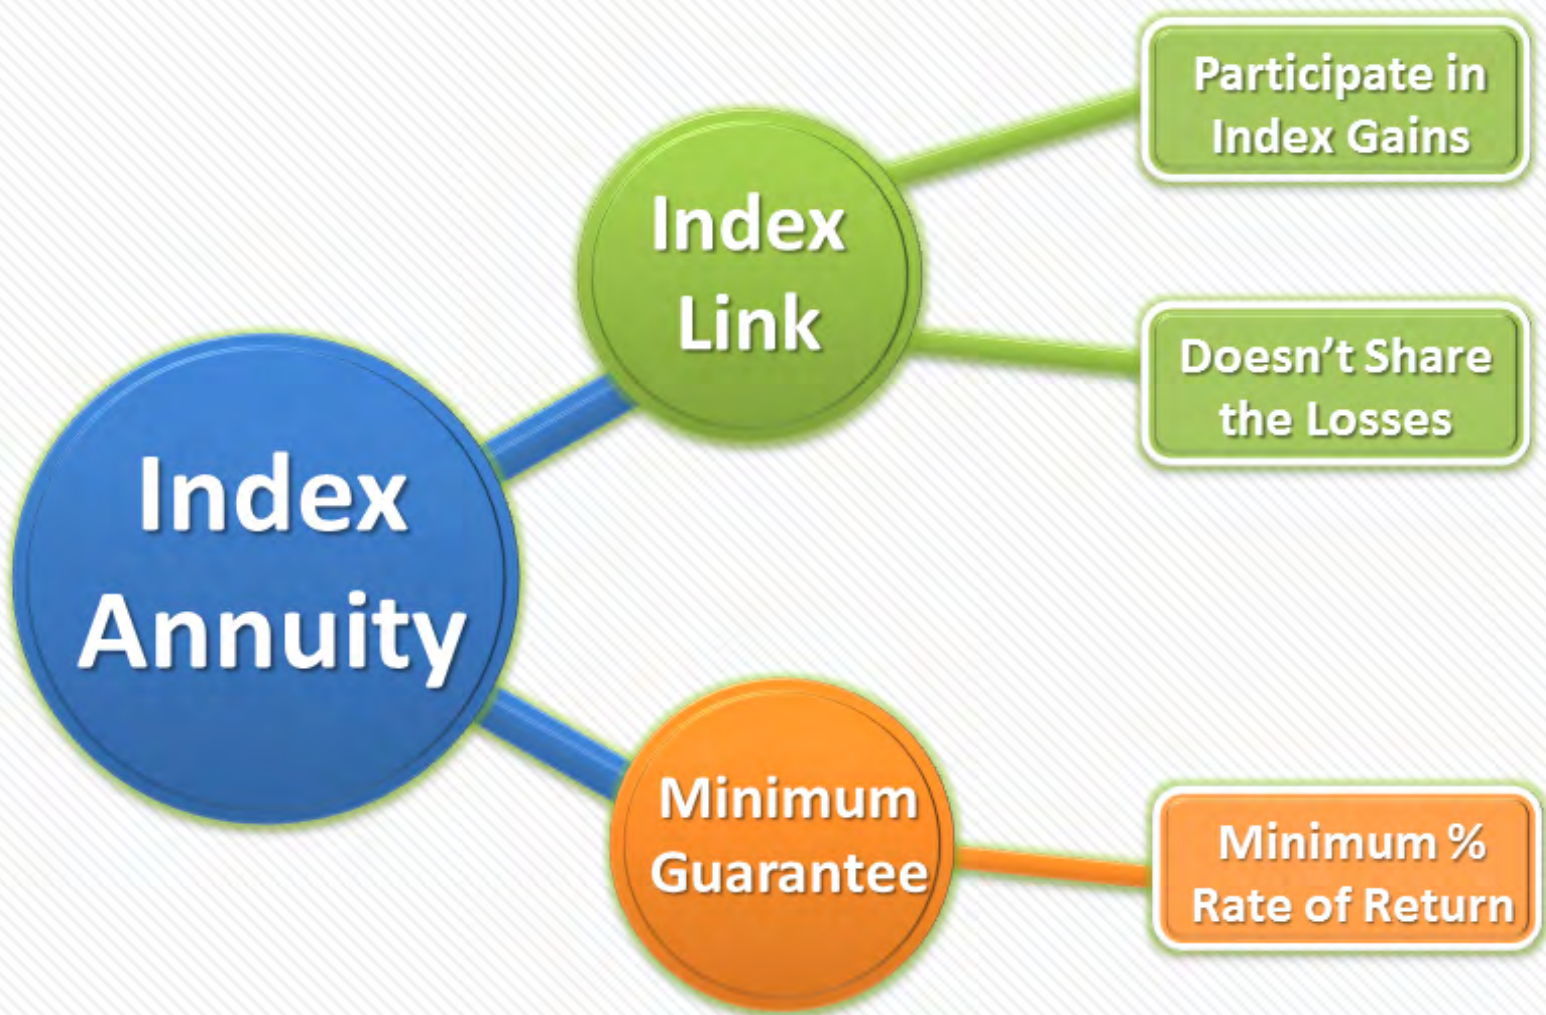 Index
Annuity
Index
Link
Participate in
Index Gains
Doesn’t Share
the Losses
Minimum
Guarantee
Minimum %
Rate of Return